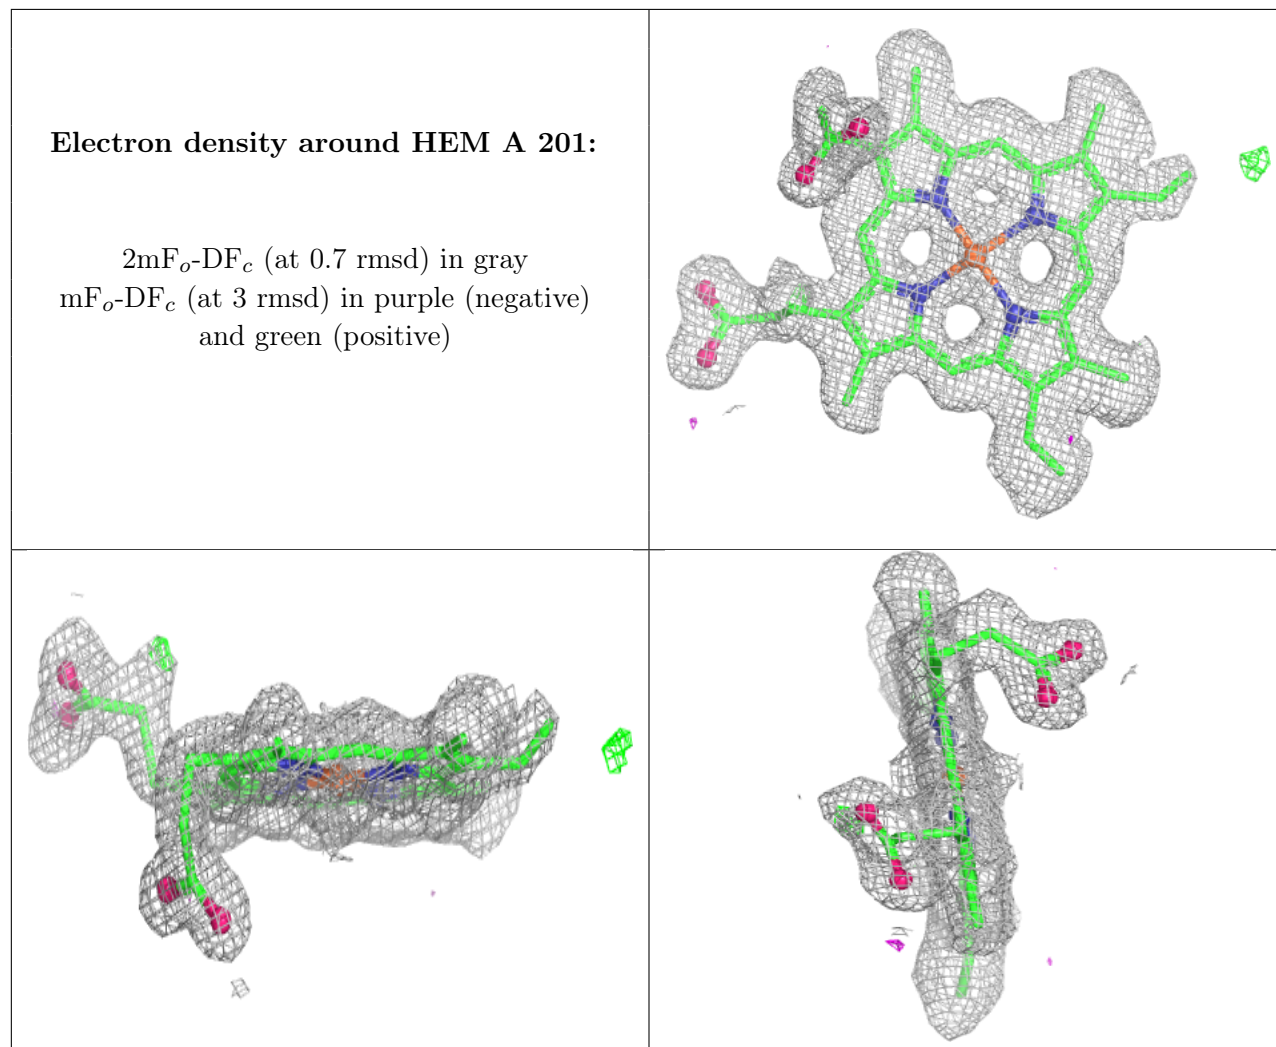 Electron density around HEM A 201:
2mFo-DFc (at 0.7 rmsd) in gray
mFo-DFc (at 3 rmsd) in purple (negative)
and green (positive)